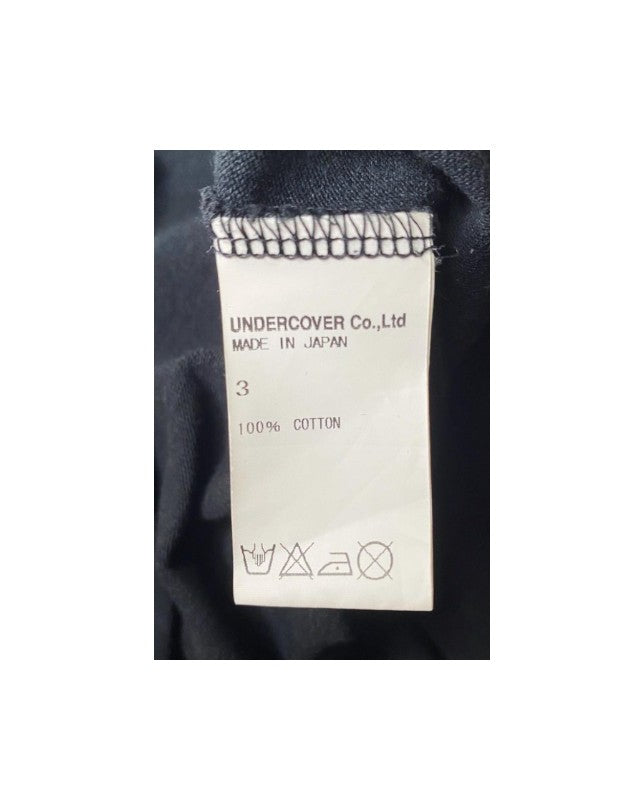 UNDERCOVER Co.,Ltd
MADE IN JAPAN
3
100% COTTON